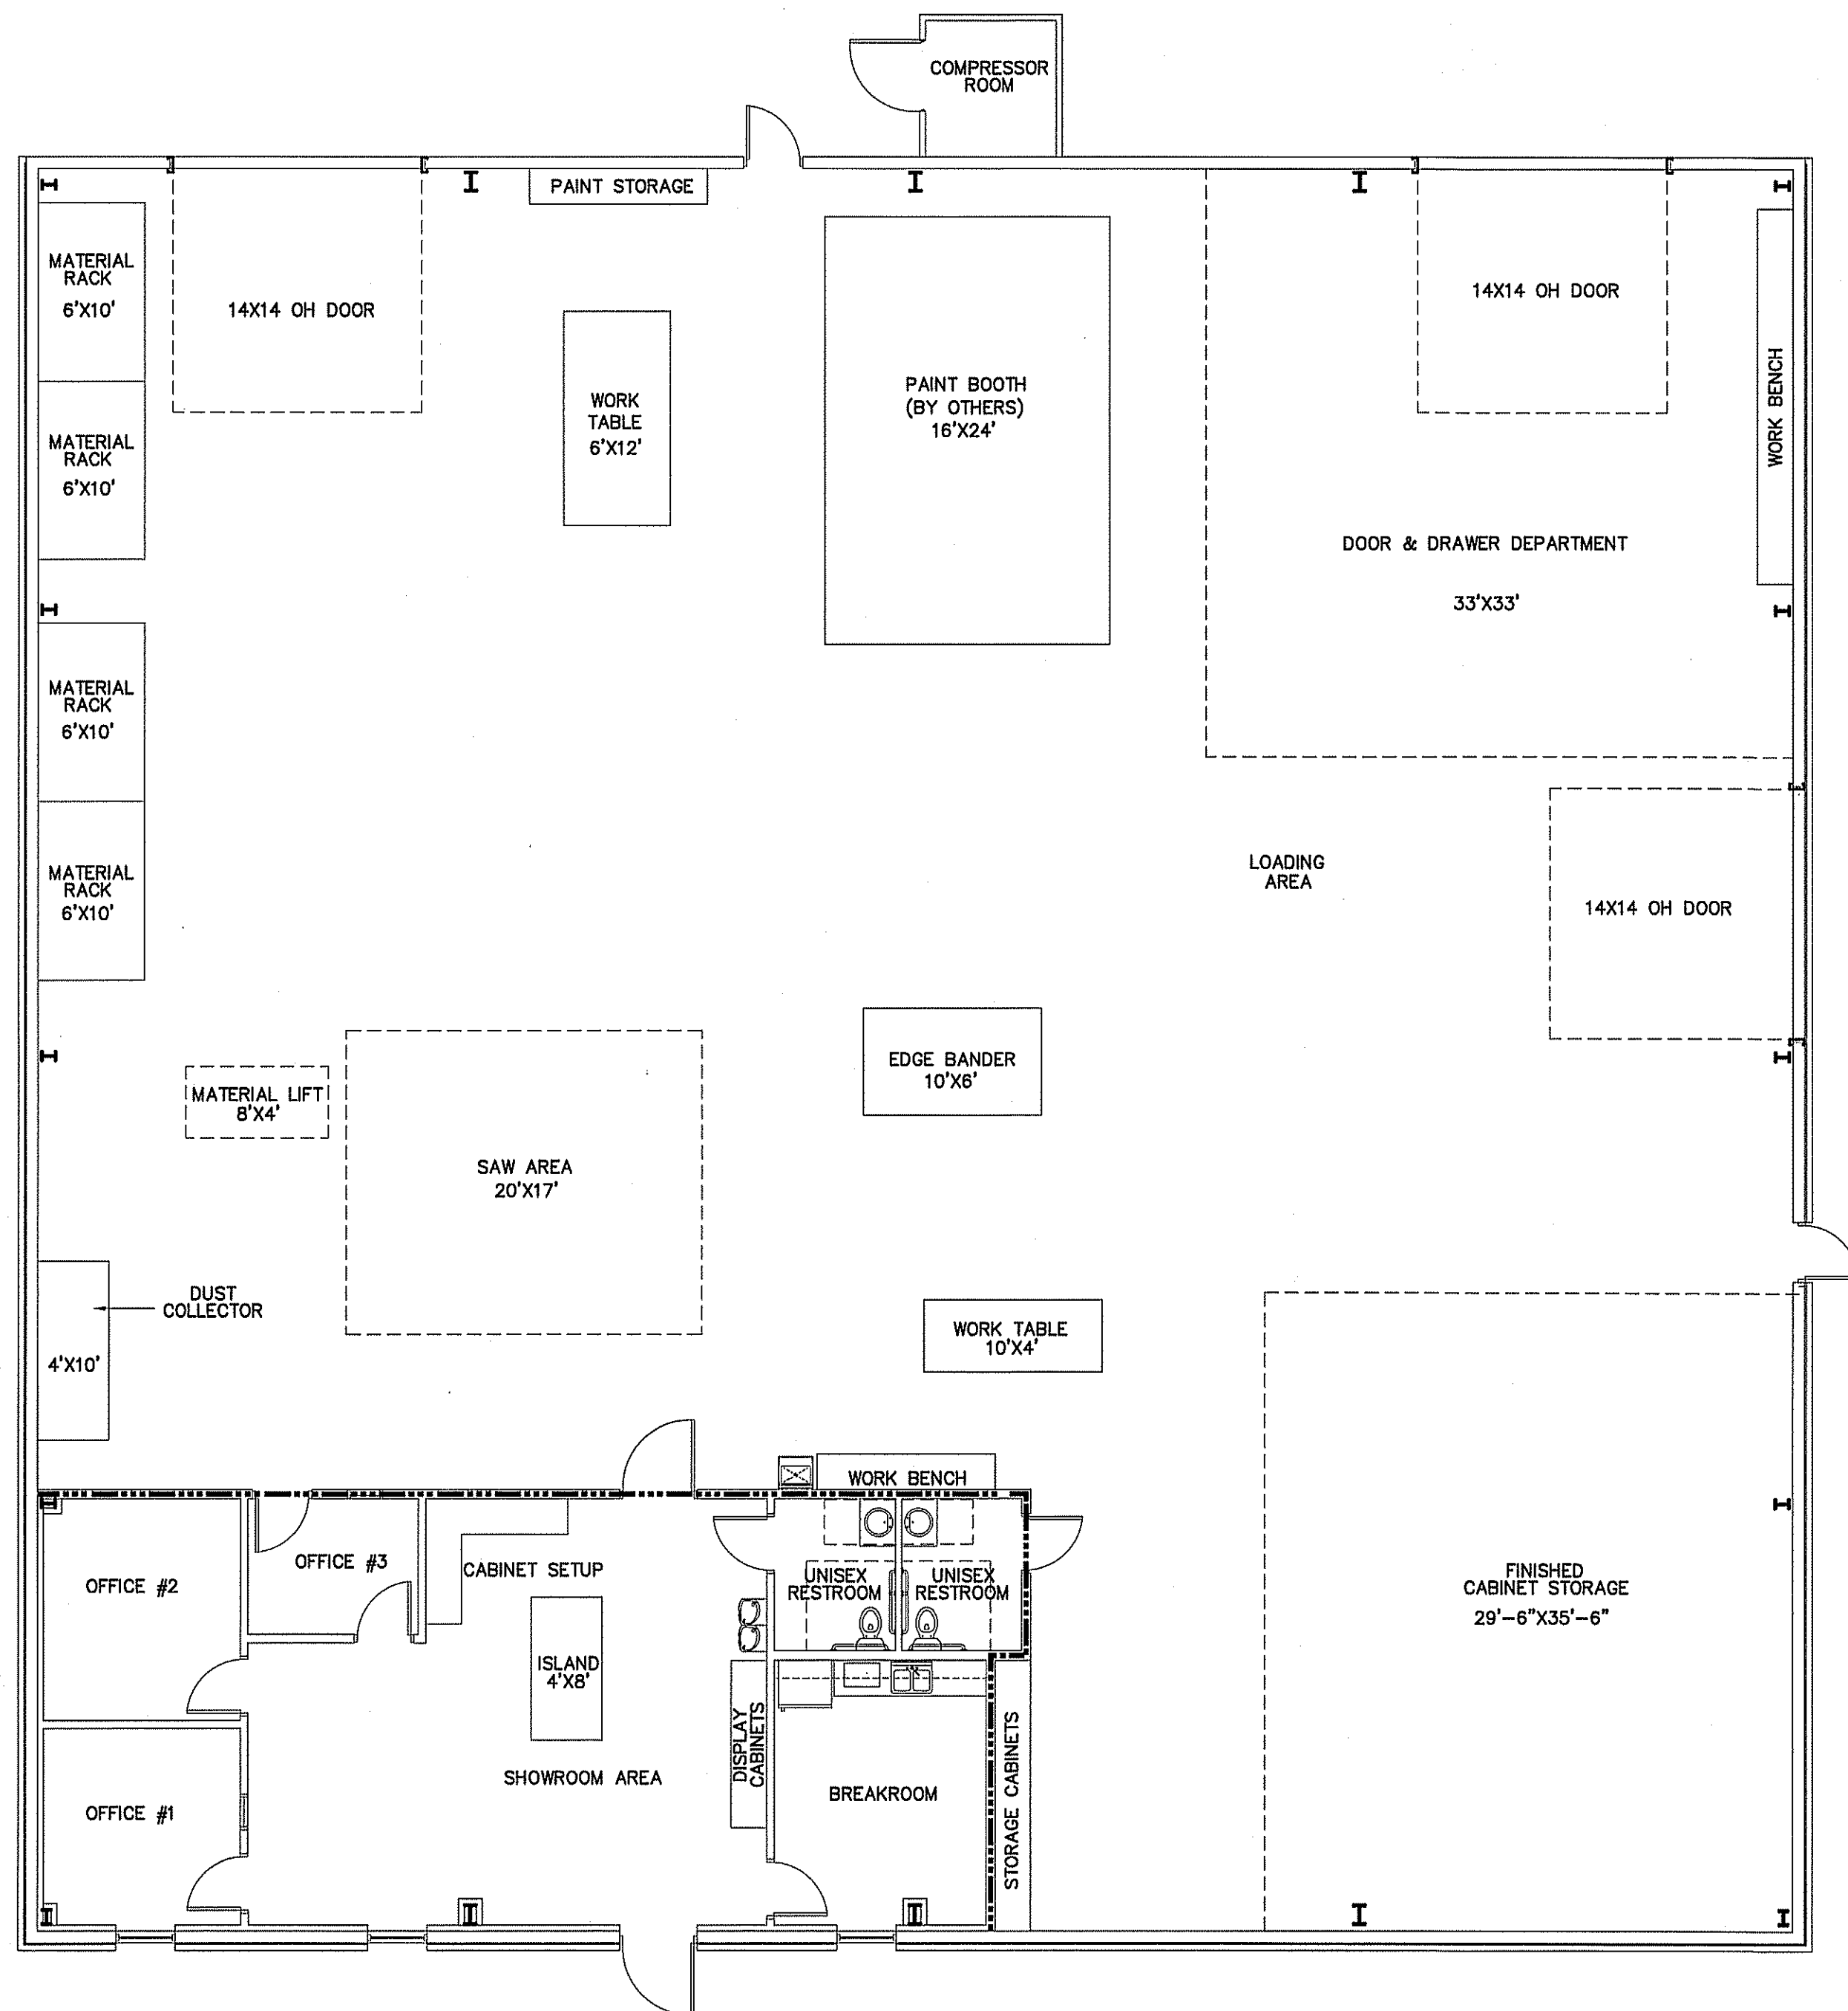 COMPRESSOR
ROOM
PAINT STORAGE
MATERIAL
RACK
6'X10'
14X14 OH DOOR
14X14 OH DOOR
WORK
TABLE
6'X12'
PAINT BOOTH
(BY OTHERS)
16'X24'
WORK BENCH
MATERIAL
RACK
6'X10'
DOOR & DRAWER DEPARTMENT
33'X33'
MATERIAL
RACK
6'X10'
MATERIAL
RACK
6'X10'
LOADING
AREA
14X14 OH DOOR
EDGE BANDER
10'X6'
MATERIAL LIFT
8'X4'
SAW AREA
20'X17'
DUST
COLLECTOR
4'X10'
WORK TABLE
10'X4'
WORK BENCH
OFFICE #2
OFFICE #3
CABINET SETUP
UNISEX
RESTROOM
UNISEX
RESTROOM
FINISHED
CABINET STORAGE
29'-6"X35'-6"
ISLAND
4'X8'
DISPLAY
CABINETS
STORAGE CABINETS
SHOWROOM AREA
BREAKROOM
OFFICE #1